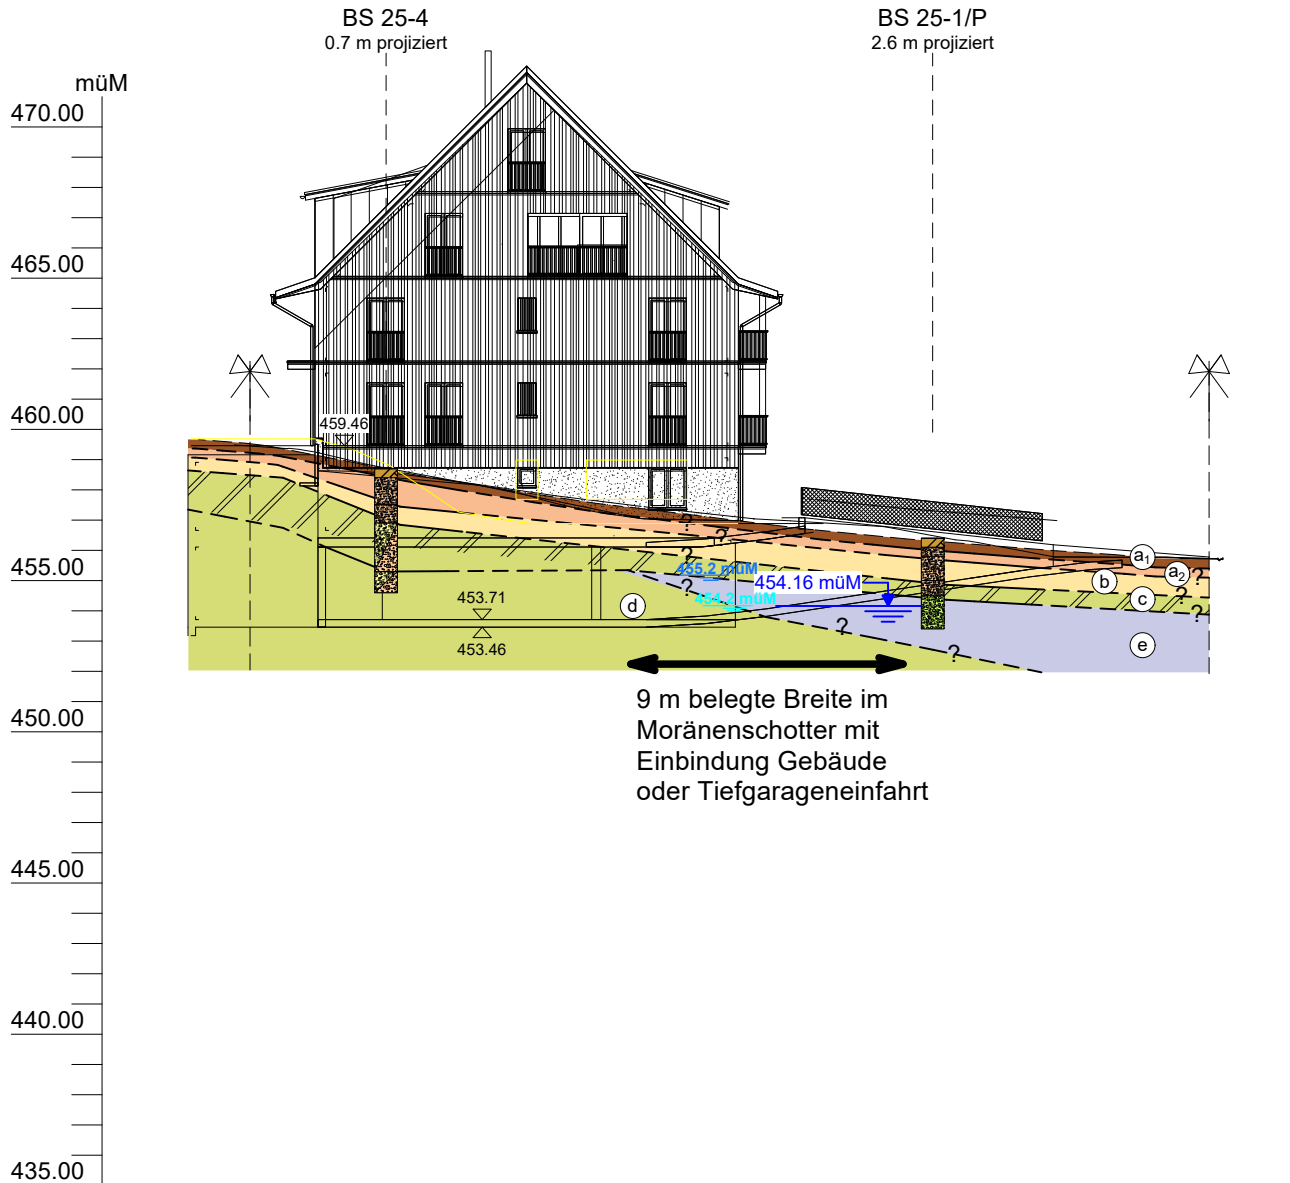 BS 25-4
0.7 m projiziert
BS 25-1/P
2.6 m projiziert
müM
470.00
465.00
460.00
459.46
455.00
455.2 müM
454.16 müM
454.2 müM
453.71
453.46
a1
a2
b
c
d
e
?
?
?
?
?
?
?
?
?
9 m belegte Breite im
Moränenschotter mit
Einbindung Gebäude
oder Tiefgarageneinfahrt
450.00
445.00
440.00
435.00